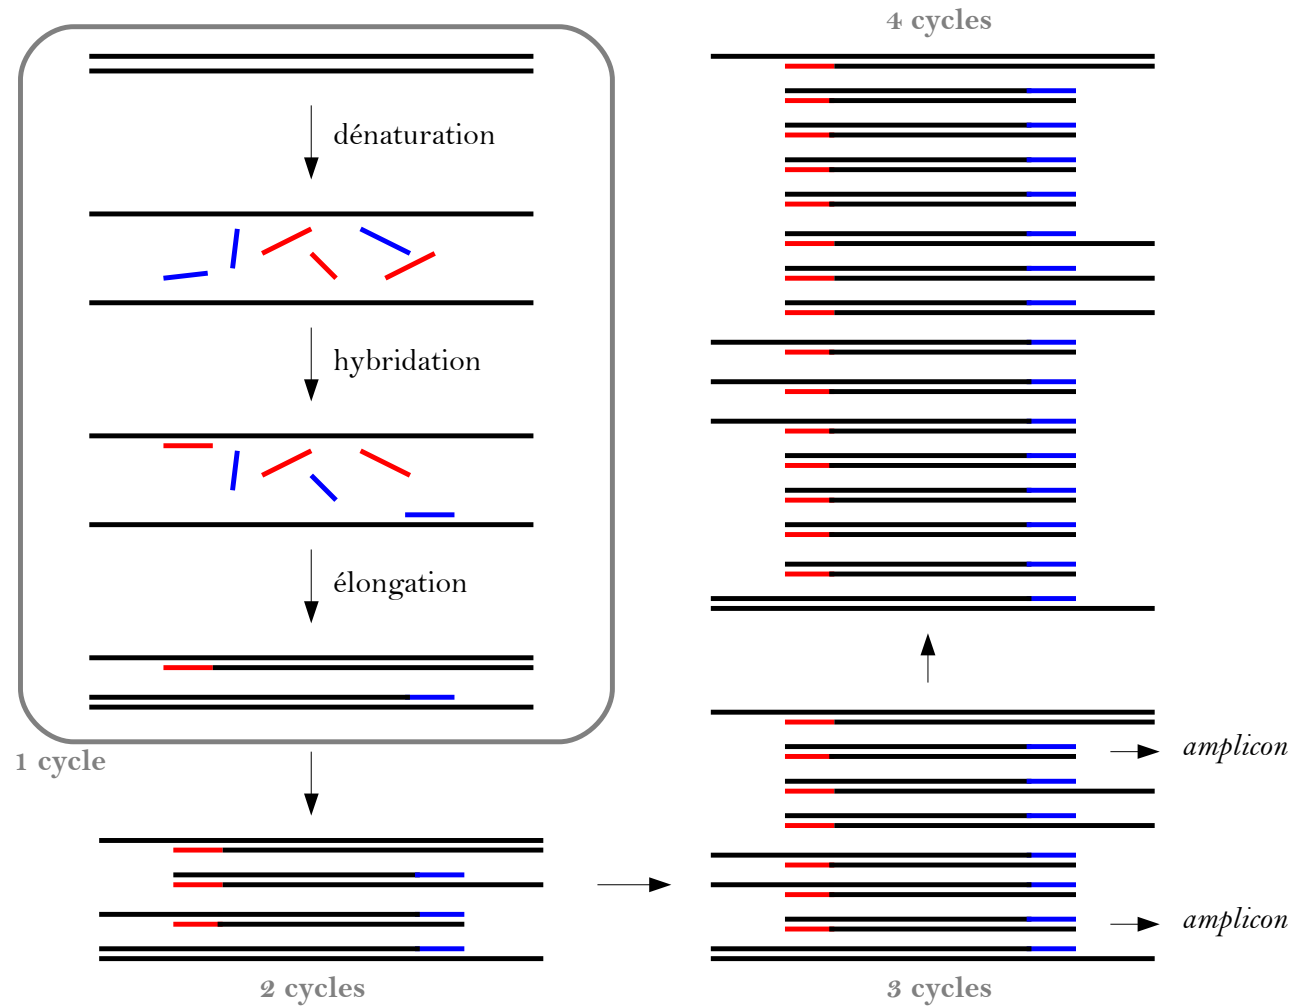 dénaturation
hybridation
élongation
1 cycle
2 cycles
3 cycles
amplicon
amplicon
4 cycles